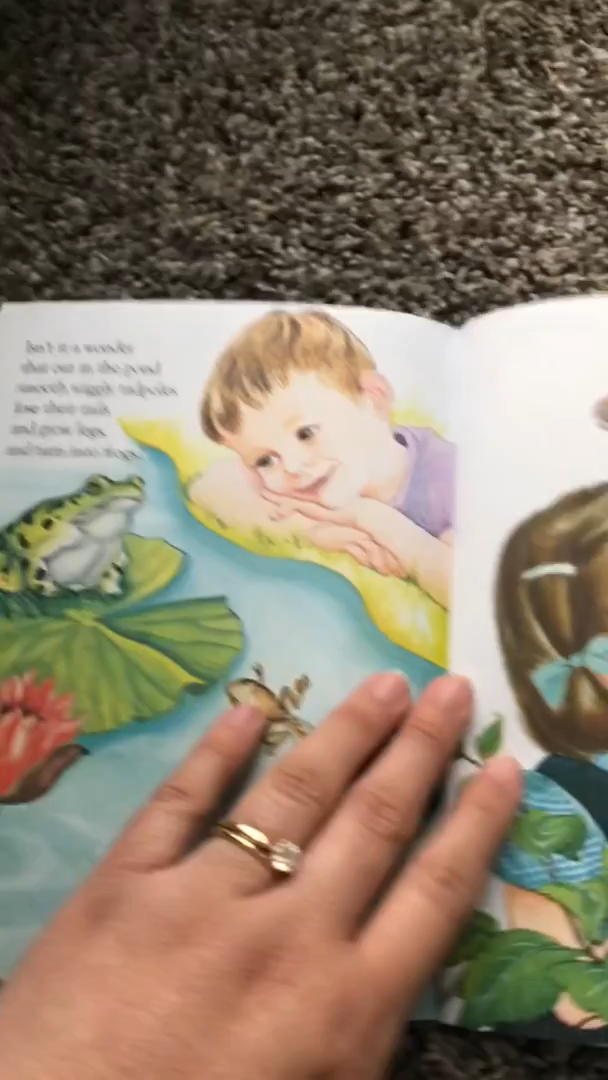 Isn't it a wonder
that out in the pond
smooth wiggly tadpoles
lose their tails
and grow legs
and turn into frogs.